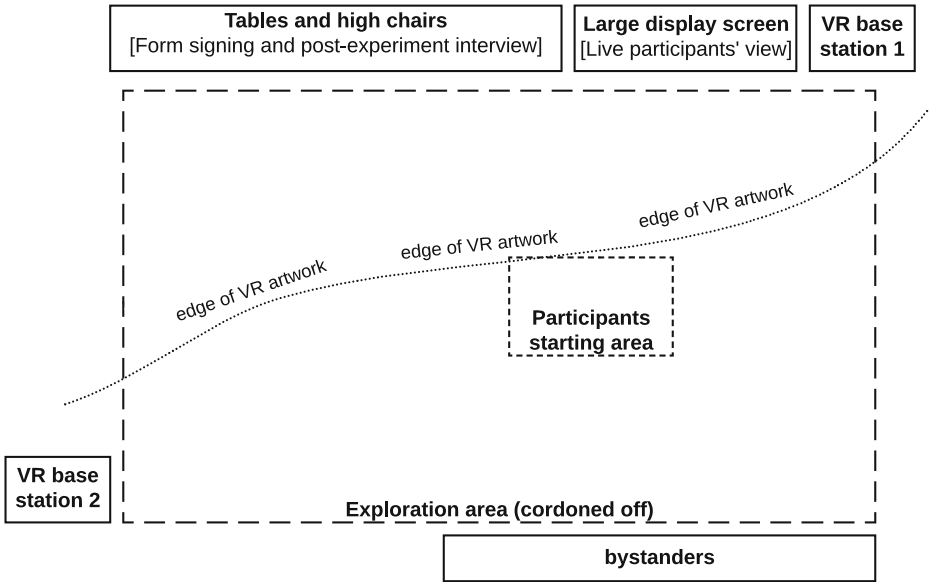 Tables and high chairs
[Form signing and post-experiment interview]
Large display screen
[Live participants' view]
VR base
station 1
edge of VR artwork
edge of VR artwork
edge of VR artwork
Participants
starting area
VR base
station 2
Exploration area (cordoned off)
bystanders